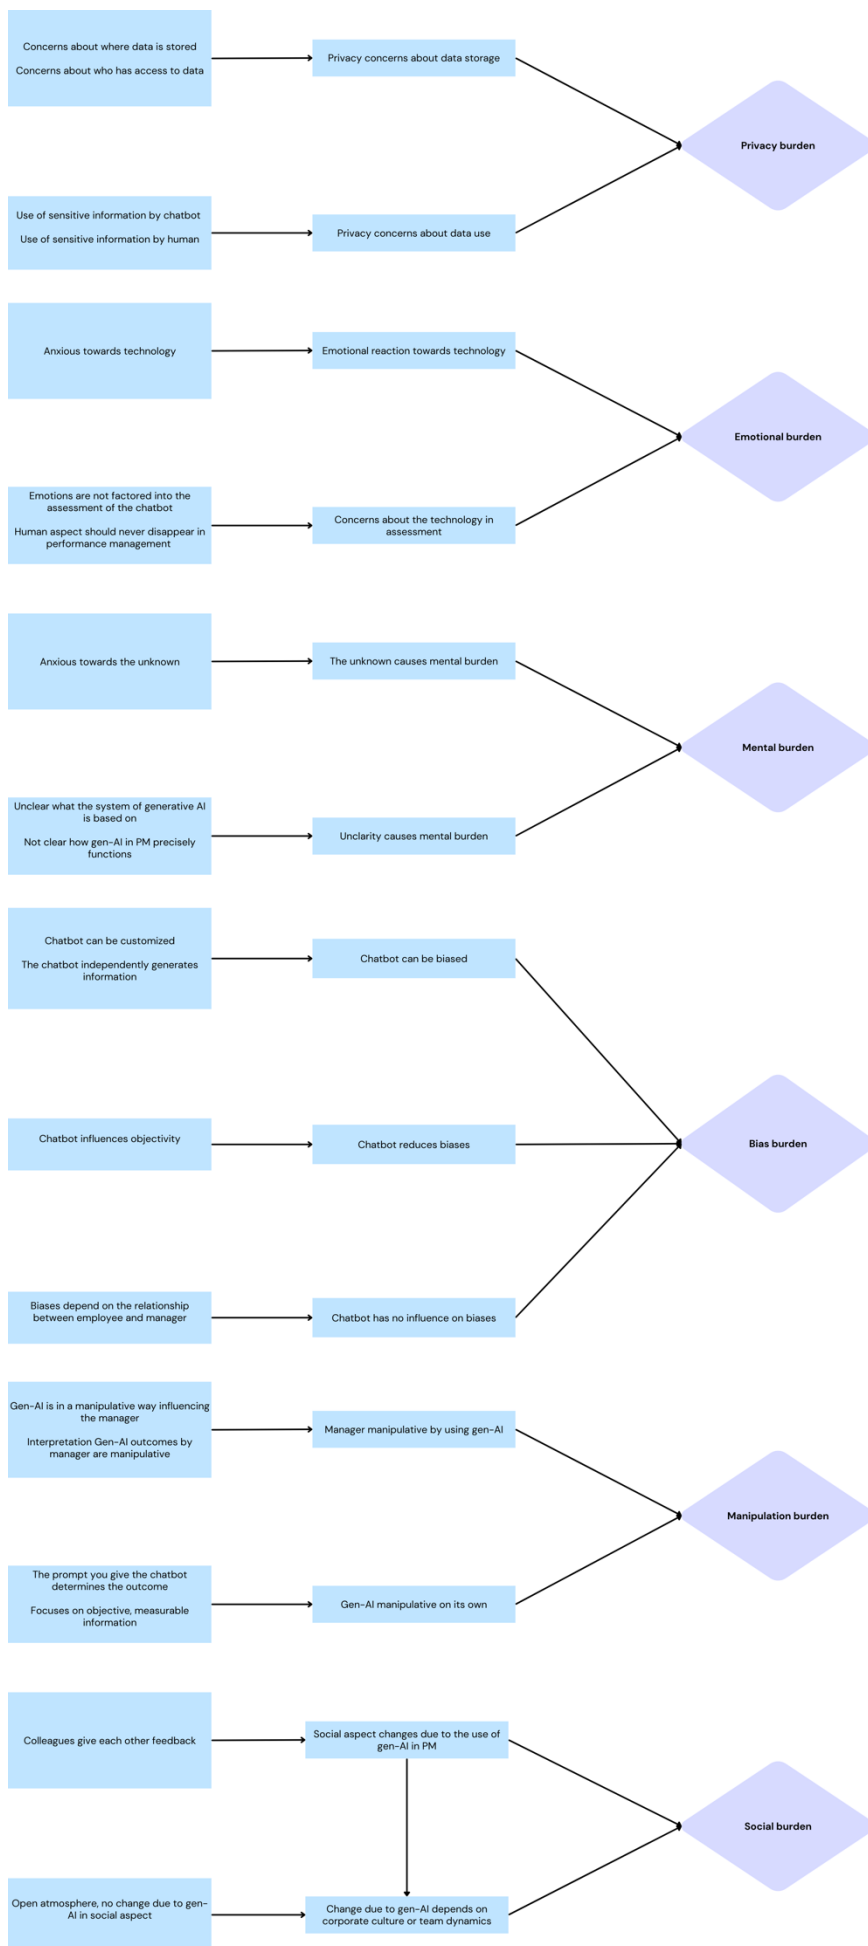 Concerns about where data is stored
Concerns about who has access to data
Privacy concerns about data storage
Privacy burden
Use of sensitive information by chatbot
Use of sensitive information by human
Privacy concerns about data use
Anxious towards technology
Emotional reaction towards technology
Emotional burden
Emotions are not factored into the
assessment of the chatbot
Human aspect should never disappear in
performance management
Concerns about the technology in
assessment
Anxious towards the unknown
The unknown causes mental burden
Mental burden
Unclear what the system of generative AI
is based on
Not clear how gen-AI in PM precisely
functions
Unclarity causes mental burden
Chatbot can be customized
The chatbot independently generates
information
Chatbot can be biased
Chatbot influences objectivity
Chatbot reduces biases
Bias burden
Biases depend on the relationship
between employee and manager
Chatbot has no influence on biases
Gen-AI is in a manipulative way influencing
the manager
Interpretation Gen-AI outcomes by
manager are manipulative
Manager manipulative by using gen-AI
Manipulation burden
The prompt you give the chatbot
determines the outcome
Focuses on objective, measurable
information
Gen-AI manipulative on its own
Colleagues give each other feedback
Social aspect changes due to the use of
gen-AI in PM
Social burden
Open atmosphere, no change due to gen-
AI in social aspect
Change due to gen-AI depends on
corporate culture or team dynamics